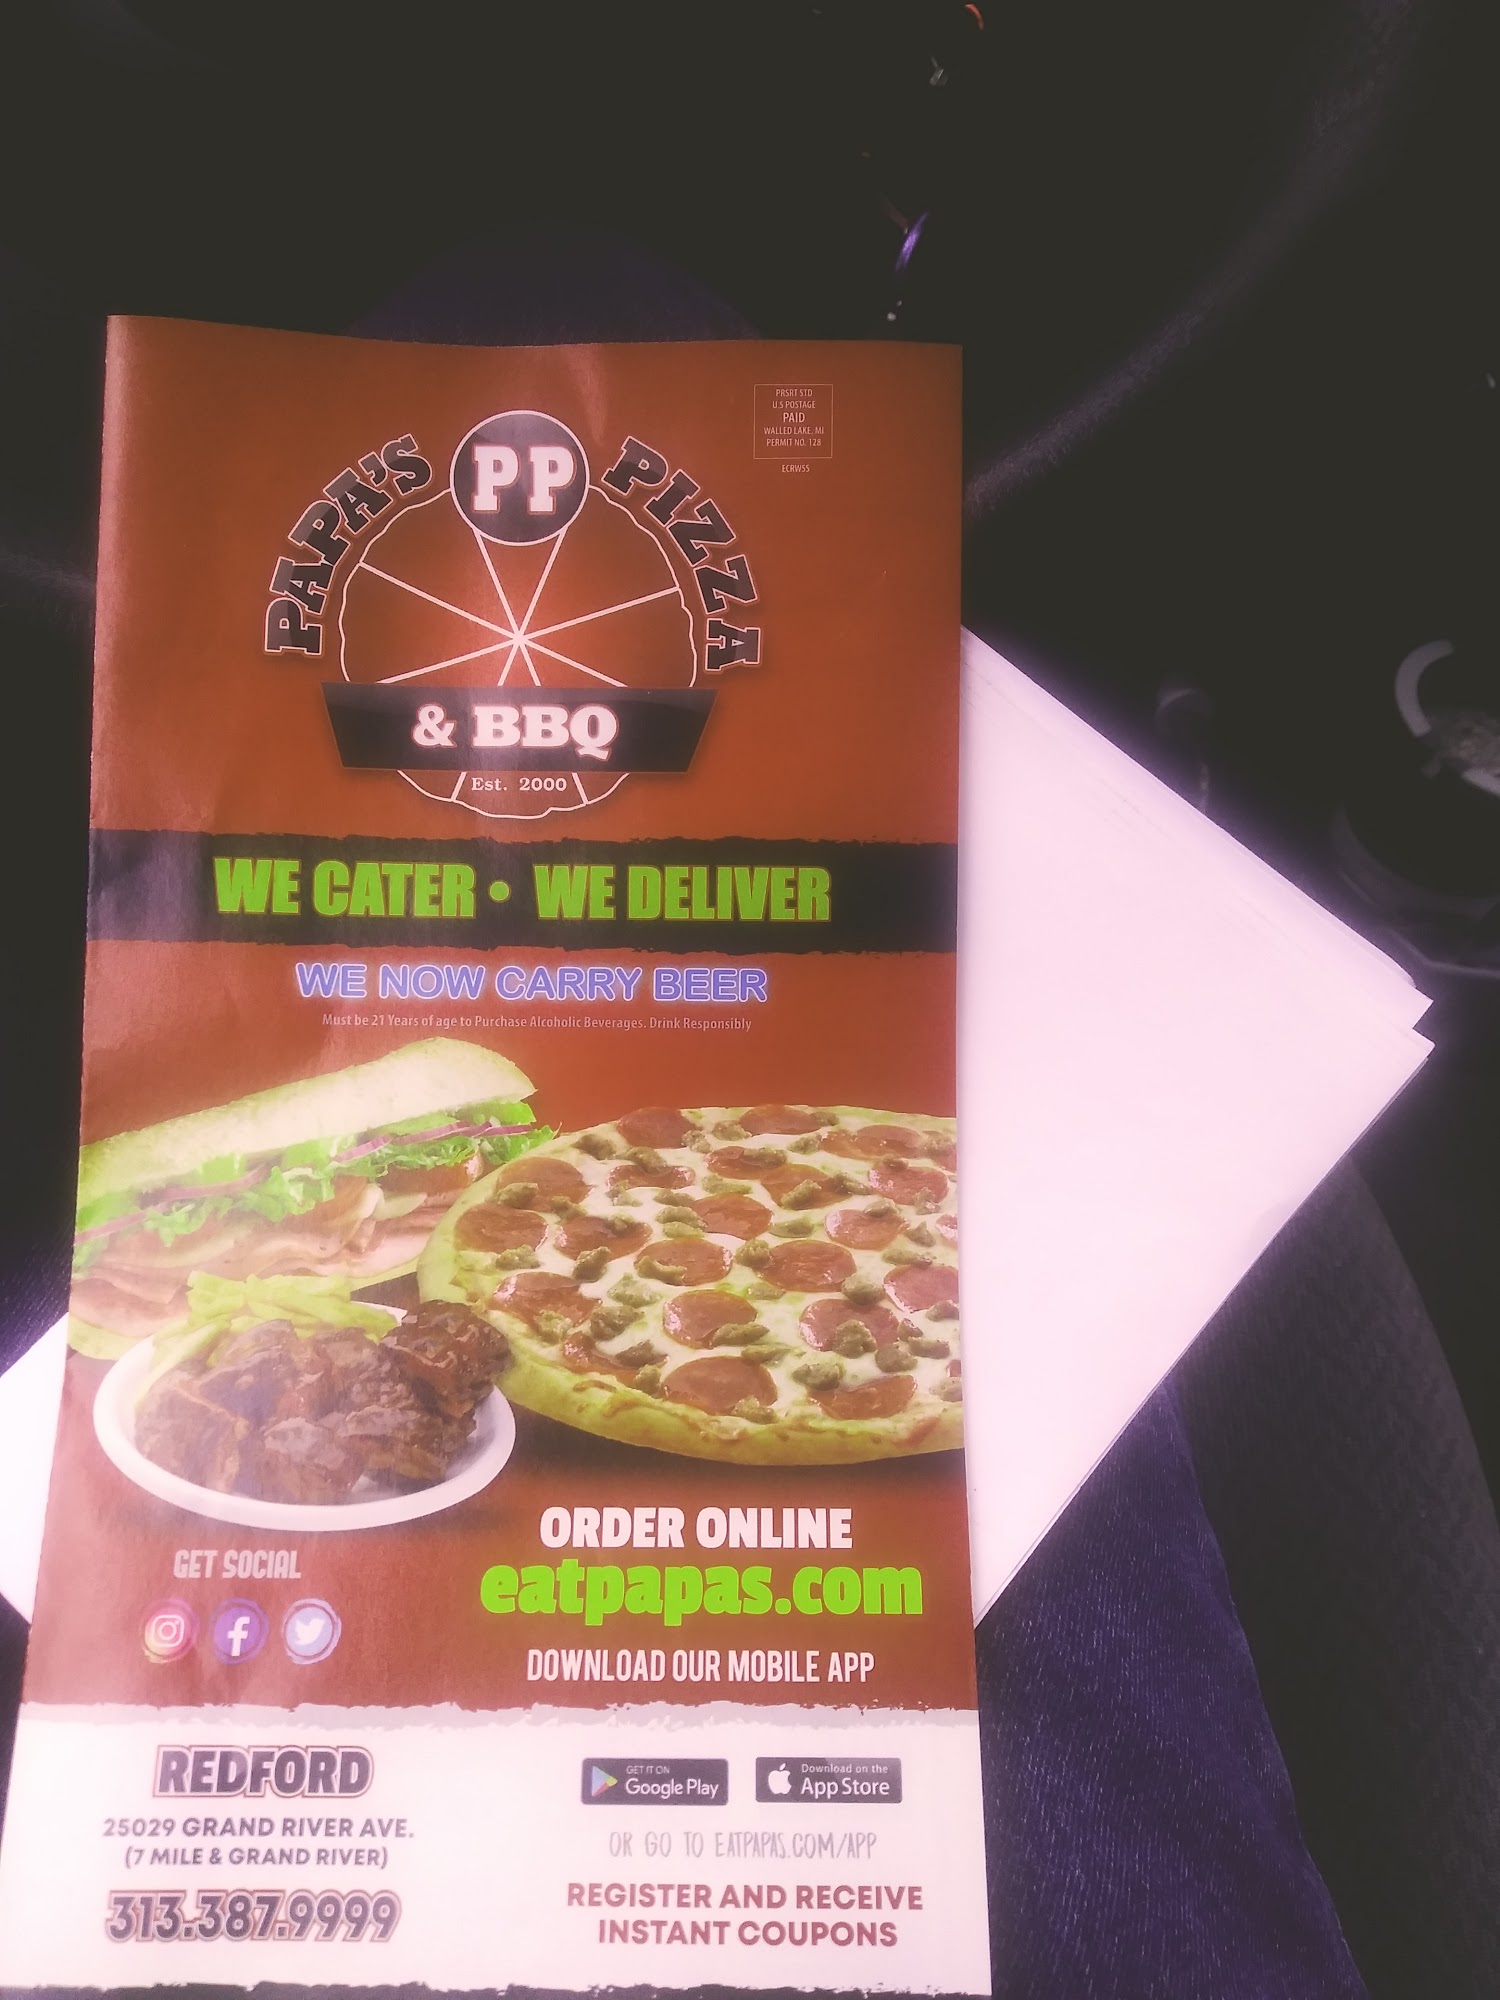 PRSRT STD
U.S POSTAGE
PAID
WALLED LAKE, MI
PERMIT NO. 128
ECRWSS
PAPA'S PP PIZZA
& BBQ
Est. 2000
WE CATER • WE DELIVER
WE NOW CARRY BEER
Must be 21 Years of age to Purchase Alcoholic Beverages. Drink Responsibly
ORDER ONLINE
eatpapas.com
DOWNLOAD OUR MOBILE APP
GET SOCIAL
REDFORD
25029 GRAND RIVER AVE.
(7 MILE & GRAND RIVER)
313.387.9999
GET IT ON
Google Play
Download on the
App Store
OR GO TO EATPAPAS.COM/APP
REGISTER AND RECEIVE
INSTANT COUPONS